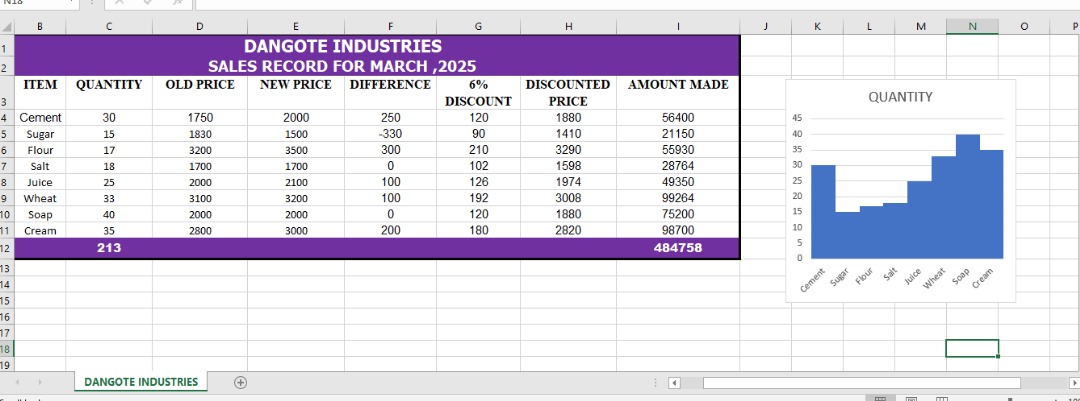 N18
B C D E F G H I J K L M N O P
1 DANGOTE INDUSTRIES
2 SALES RECORD FOR MARCH ,2025
3 ITEM QUANTITY OLD PRICE NEW PRICE DIFFERENCE 6% DISCOUNT DISCOUNTED PRICE AMOUNT MADE
4 Cement 30 1750 2000 250 120 1880 56400
5 Sugar 15 1830 1500 -330 90 1410 21150
6 Flour 17 3200 3500 300 210 3290 55930
7 Salt 18 1700 1700 0 102 1598 28764
8 Juice 25 2000 2100 100 126 1974 49350
9 Wheat 33 3100 3200 100 192 3008 99264
10 Soap 40 2000 2000 0 120 1880 75200
11 Cream 35 2800 3000 200 180 2820 98700
12 213 484758
13
14
15
16
17
18
19
QUANTITY
45
40
35
30
25
20
15
10
5
0
Cement Sugar Flour Salt Juice Wheat Soap Cream
DANGOTE INDUSTRIES